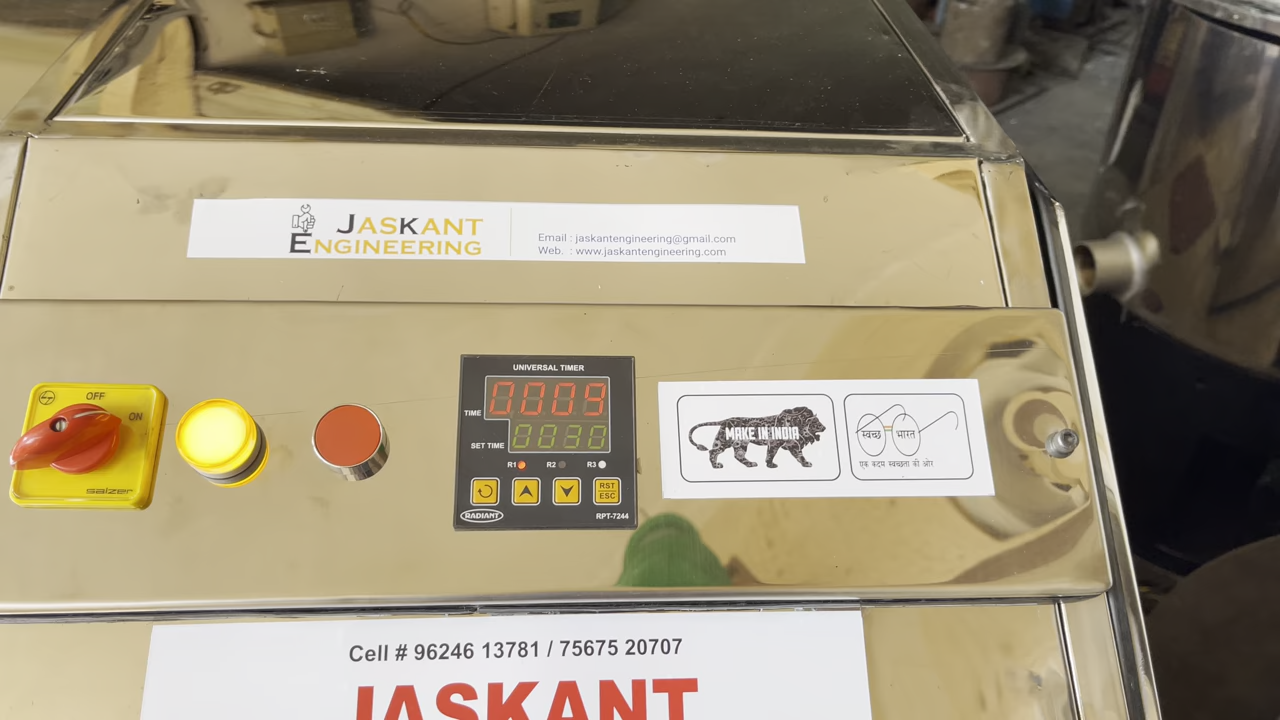 JASKANT
ENGINEERING
Email : jaskantengineering@gmail.com
Web. : www.jaskantengineering.com
OFF
ON
salzer
UNIVERSAL TIMER
TIME 0009
SET TIME 0030
R1 R2 R3
RST
ESC
RADIANT
RPT-7244
MAKE IN INDIA
स्वच्छ भारत
एक कदम स्वच्छता की ओर
Cell # 96246 13781 / 75675 20707
JASKANT